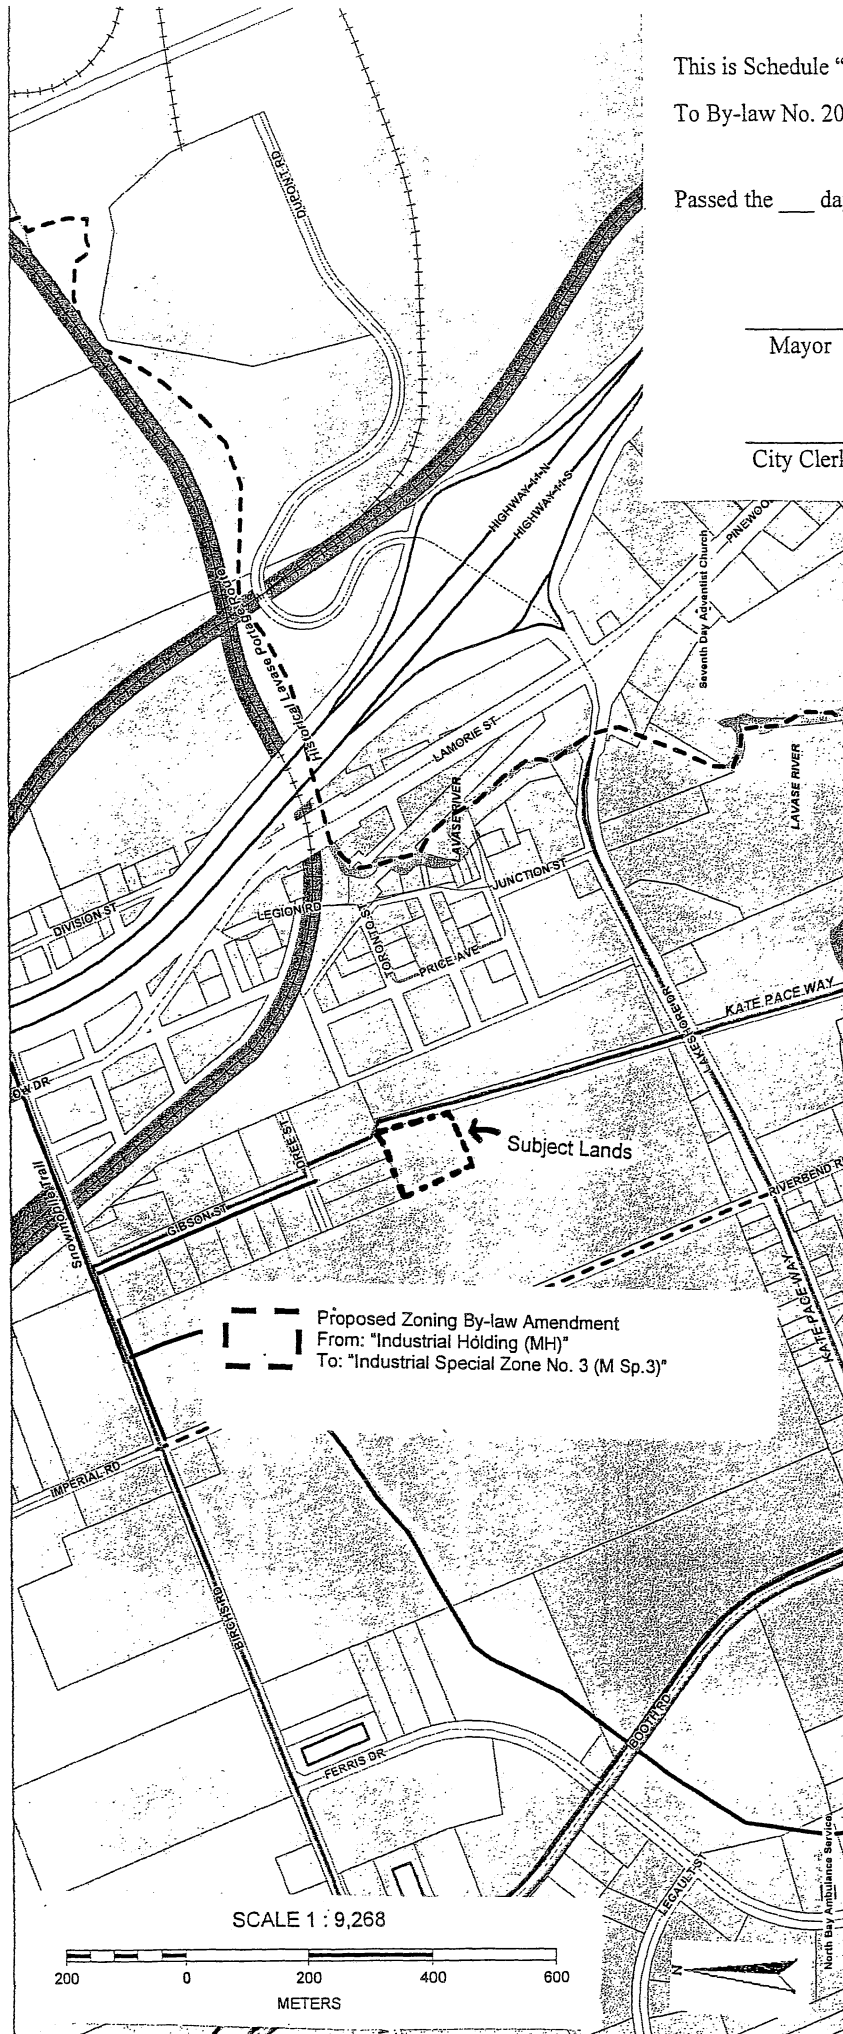 This is Schedule “
To By-law No. 20
Passed the ___ da
Mayor
City Cler
DUPONT RD
HIGHWAY 11 N
HIGHWAY 11 S
PINEWOO
Seventh Day Adventist Church
Historical Lavase Portage Route
LAMORIE ST
LAVASE RIVER
LAVASE RIVER
JUNCTION ST
DIVISION ST
LEGION RD
TORONTO ST
PRICE AVE
KATE PACE WAY
LAKESHORE DR
OW DR
DREE ST
Subject Lands
Snowmobile Trail
GIBSON ST
RIVERBEND R
KATE PACE WAY
Proposed Zoning By-law Amendment
From: “Industrial Holding (MH)”
To: “Industrial Special Zone No. 3 (M Sp.3)”
IMPERIAL RD
BIRCHS RD
BOOTH RD
FERRIS DR
LEGAULT ST
North Bay Ambulance Service
SCALE 1 : 9,268
200 0 200 400 600
METERS
N